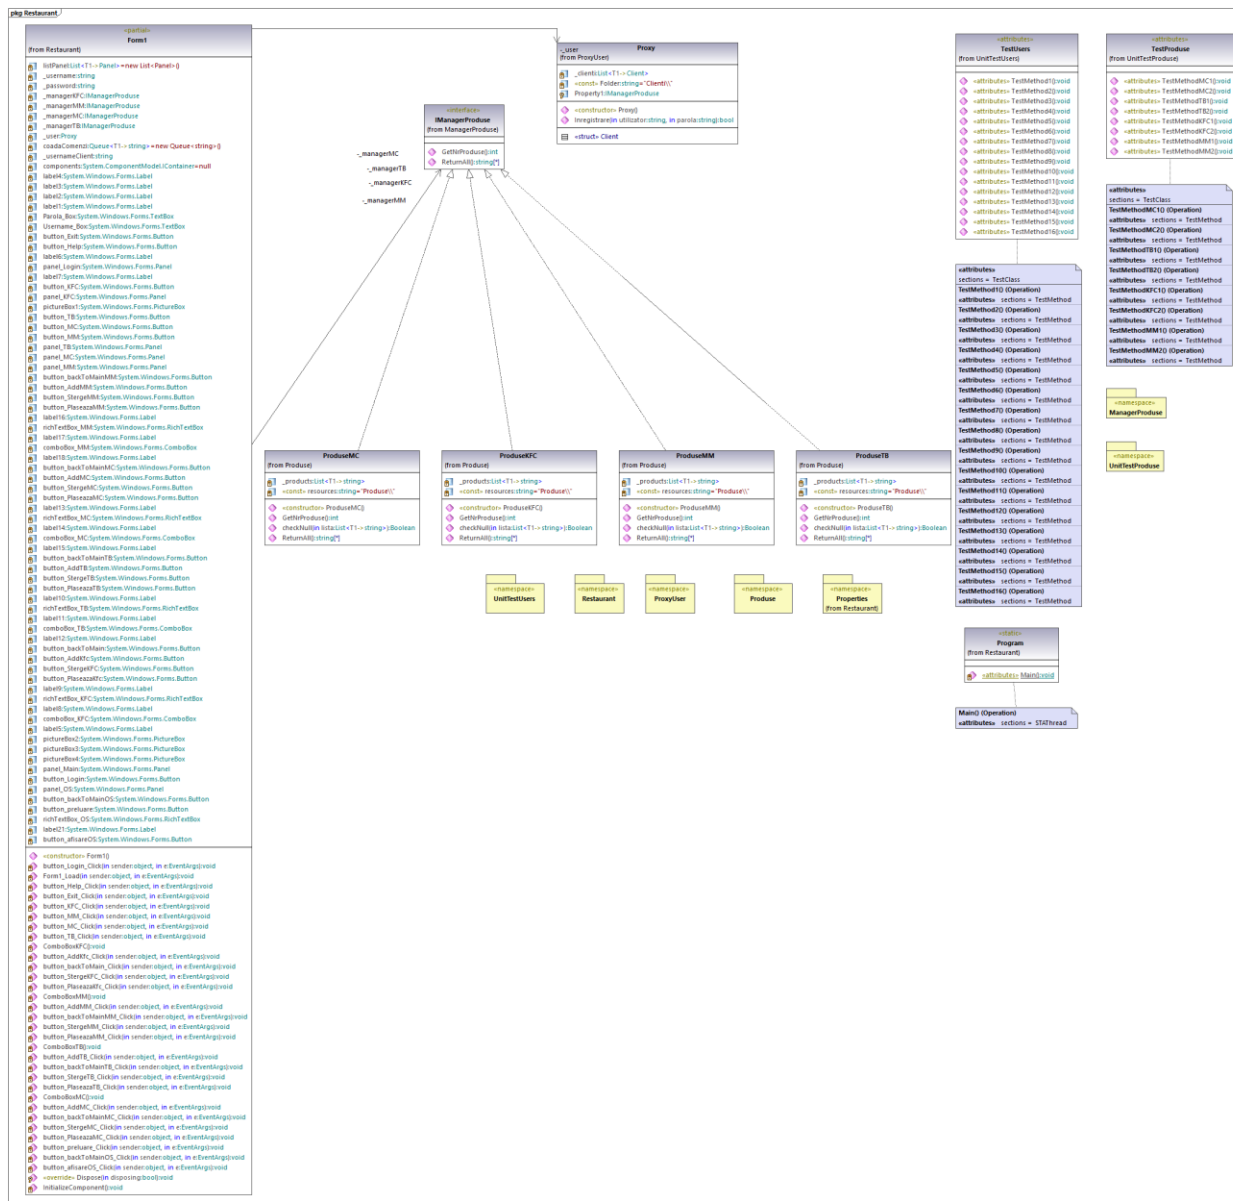 pkg Restaurant
«partial»
Form1
(from Restaurant)
listPanel:List<T1-> Panel>=new List<Panel>()
_username:string
_password:string
_managerKFC:IManagerProduse
_managerMM:IManagerProduse
_managerMC:IManagerProduse
_managerTB:IManagerProduse
_user:Proxy
coadaComenzi:Queue<T1-> string>=new Queue<string>()
_usernameClient:string
components:System.ComponentModel.IContainer=null
label4:System.Windows.Forms.Label
label3:System.Windows.Forms.Label
label2:System.Windows.Forms.Label
label1:System.Windows.Forms.Label
Parola_Box:System.Windows.Forms.TextBox
Username_Box:System.Windows.Forms.TextBox
button_Exit:System.Windows.Forms.Button
button_Help:System.Windows.Forms.Button
label6:System.Windows.Forms.Label
panel_Login:System.Windows.Forms.Panel
label7:System.Windows.Forms.Label
button_KFC:System.Windows.Forms.Button
panel_KFC:System.Windows.Forms.Panel
pictureBox1:System.Windows.Forms.PictureBox
button_TB:System.Windows.Forms.Button
button_MC:System.Windows.Forms.Button
button_MM:System.Windows.Forms.Button
panel_TB:System.Windows.Forms.Panel
panel_MC:System.Windows.Forms.Panel
panel_MM:System.Windows.Forms.Panel
button_backToMainMM:System.Windows.Forms.Button
button_AddMM:System.Windows.Forms.Button
button_StergeMM:System.Windows.Forms.Button
button_PlaseazaMM:System.Windows.Forms.Button
label16:System.Windows.Forms.Label
richTextBox_MM:System.Windows.Forms.RichTextBox
label17:System.Windows.Forms.Label
comboBox_MM:System.Windows.Forms.ComboBox
label18:System.Windows.Forms.Label
button_backToMainMC:System.Windows.Forms.Button
button_AddMC:System.Windows.Forms.Button
button_StergeMC:System.Windows.Forms.Button
button_PlaseazaMC:System.Windows.Forms.Button
label13:System.Windows.Forms.Label
richTextBox_MC:System.Windows.Forms.RichTextBox
label14:System.Windows.Forms.Label
comboBox_MC:System.Windows.Forms.ComboBox
label15:System.Windows.Forms.Label
button_backToMainTB:System.Windows.Forms.Button
button_AddTB:System.Windows.Forms.Button
button_StergeTB:System.Windows.Forms.Button
button_PlaseazaTB:System.Windows.Forms.Button
label10:System.Windows.Forms.Label
richTextBox_TB:System.Windows.Forms.RichTextBox
label11:System.Windows.Forms.Label
comboBox_TB:System.Windows.Forms.ComboBox
label12:System.Windows.Forms.Label
button_backToMain:System.Windows.Forms.Button
button_AddKfc:System.Windows.Forms.Button
button_StergeKFC:System.Windows.Forms.Button
button_PlaseazaKfc:System.Windows.Forms.Button
label9:System.Windows.Forms.Label
richTextBox_KFC:System.Windows.Forms.RichTextBox
label8:System.Windows.Forms.Label
comboBox_KFC:System.Windows.Forms.ComboBox
label5:System.Windows.Forms.Label
pictureBox2:System.Windows.Forms.PictureBox
pictureBox3:System.Windows.Forms.PictureBox
pictureBox4:System.Windows.Forms.PictureBox
panel_Main:System.Windows.Forms.Panel
button_Login:System.Windows.Forms.Button
panel_OS:System.Windows.Forms.Panel
button_backToMainOS:System.Windows.Forms.Button
button_preluare:System.Windows.Forms.Button
richTextBox_OS:System.Windows.Forms.RichTextBox
label21:System.Windows.Forms.Label
button_afisareOS:System.Windows.Forms.Button
«constructor» Form1()
button_Login_Click(in sender:object, in e:EventArgs):void
Form1_Load(in sender:object, in e:EventArgs):void
button_Help_Click(in sender:object, in e:EventArgs):void
button_Exit_Click(in sender:object, in e:EventArgs):void
button_KFC_Click(in sender:object, in e:EventArgs):void
button_MM_Click(in sender:object, in e:EventArgs):void
button_MC_Click(in sender:object, in e:EventArgs):void
button_TB_Click(in sender:object, in e:EventArgs):void
ComboBoxKFC():void
button_AddKfc_Click(in sender:object, in e:EventArgs):void
button_backToMain_Click(in sender:object, in e:EventArgs):void
button_StergeKFC_Click(in sender:object, in e:EventArgs):void
button_PlaseazaKfc_Click(in sender:object, in e:EventArgs):void
ComboBoxMM():void
button_AddMM_Click(in sender:object, in e:EventArgs):void
button_backToMainMM_Click(in sender:object, in e:EventArgs):void
button_StergeMM_Click(in sender:object, in e:EventArgs):void
button_PlaseazaMM_Click(in sender:object, in e:EventArgs):void
ComboBoxTB():void
button_AddTB_Click(in sender:object, in e:EventArgs):void
button_backToMainTB_Click(in sender:object, in e:EventArgs):void
button_StergeTB_Click(in sender:object, in e:EventArgs):void
button_PlaseazaTB_Click(in sender:object, in e:EventArgs):void
ComboBoxMC():void
button_AddMC_Click(in sender:object, in e:EventArgs):void
button_backToMainMC_Click(in sender:object, in e:EventArgs):void
button_StergeMC_Click(in sender:object, in e:EventArgs):void
button_PlaseazaMC_Click(in sender:object, in e:EventArgs):void
button_preluare_Click(in sender:object, in e:EventArgs):void
button_backToMainOS_Click(in sender:object, in e:EventArgs):void
button_afisareOS_Click(in sender:object, in e:EventArgs):void
«override» Dispose(in disposing:bool):void
InitializeComponent():void
-_user
Proxy
(from ProxyUser)
_clienti:List<T1-> Client>
«const» Folder:string="Clienti\\"
Property1:IManagerProduse
«constructor» Proxy()
Inregistrare(in utilizator:string, in parola:string):bool
«struct» Client
«interface»
IManagerProduse
(from ManagerProduse)
GetNrProduse():int
ReturnAll():string[*]
-_managerMC
-_managerTB
-_managerKFC
-_managerMM
ProduseMC
(from Produse)
_products:List<T1-> string>
«const» resources:string="Produse\\"
«constructor» ProduseMC()
GetNrProduse():int
checkNull(in lista:List<T1-> string>):Boolean
ReturnAll():string[*]
ProduseKFC
(from Produse)
_products:List<T1-> string>
«const» resources:string="Produse\\"
«constructor» ProduseKFC()
GetNrProduse():int
checkNull(in lista:List<T1-> string>):Boolean
ReturnAll():string[*]
ProduseMM
(from Produse)
_products:List<T1-> string>
«const» resources:string="Produse\\"
«constructor» ProduseMM()
GetNrProduse():int
checkNull(in lista:List<T1-> string>):Boolean
ReturnAll():string[*]
ProduseTB
(from Produse)
_products:List<T1-> string>
«const» resources:string="Produse\\"
«constructor» ProduseTB()
GetNrProduse():int
checkNull(in lista:List<T1-> string>):Boolean
ReturnAll():string[*]
«namespace»
UnitTestUsers
«namespace»
Restaurant
«namespace»
ProxyUser
«namespace»
Produse
«namespace»
Properties
(from Restaurant)
«attributes»
TestUsers
(from UnitTestUsers)
«attributes» TestMethod1():void
«attributes» TestMethod2():void
«attributes» TestMethod3():void
«attributes» TestMethod4():void
«attributes» TestMethod5():void
«attributes» TestMethod6():void
«attributes» TestMethod7():void
«attributes» TestMethod8():void
«attributes» TestMethod9():void
«attributes» TestMethod10():void
«attributes» TestMethod11():void
«attributes» TestMethod12():void
«attributes» TestMethod13():void
«attributes» TestMethod14():void
«attributes» TestMethod15():void
«attributes» TestMethod16():void
«attributes»
sections = TestClass
TestMethod1() (Operation)
«attributes» sections = TestMethod
TestMethod2() (Operation)
«attributes» sections = TestMethod
TestMethod3() (Operation)
«attributes» sections = TestMethod
TestMethod4() (Operation)
«attributes» sections = TestMethod
TestMethod5() (Operation)
«attributes» sections = TestMethod
TestMethod6() (Operation)
«attributes» sections = TestMethod
TestMethod7() (Operation)
«attributes» sections = TestMethod
TestMethod8() (Operation)
«attributes» sections = TestMethod
TestMethod9() (Operation)
«attributes» sections = TestMethod
TestMethod10() (Operation)
«attributes» sections = TestMethod
TestMethod11() (Operation)
«attributes» sections = TestMethod
TestMethod12() (Operation)
«attributes» sections = TestMethod
TestMethod13() (Operation)
«attributes» sections = TestMethod
TestMethod14() (Operation)
«attributes» sections = TestMethod
TestMethod15() (Operation)
«attributes» sections = TestMethod
TestMethod16() (Operation)
«attributes» sections = TestMethod
«static»
Program
(from Restaurant)
«attributes» Main():void
Main() (Operation)
«attributes» sections = STAThread
«attributes»
TestProduse
(from UnitTestProduse)
«attributes» TestMethodMC1():void
«attributes» TestMethodMC2():void
«attributes» TestMethodTB1():void
«attributes» TestMethodTB2():void
«attributes» TestMethodKFC1():void
«attributes» TestMethodKFC2():void
«attributes» TestMethodMM1():void
«attributes» TestMethodMM2():void
«attributes»
sections = TestClass
TestMethodMC1() (Operation)
«attributes» sections = TestMethod
TestMethodMC2() (Operation)
«attributes» sections = TestMethod
TestMethodTB1() (Operation)
«attributes» sections = TestMethod
TestMethodTB2() (Operation)
«attributes» sections = TestMethod
TestMethodKFC1() (Operation)
«attributes» sections = TestMethod
TestMethodKFC2() (Operation)
«attributes» sections = TestMethod
TestMethodMM1() (Operation)
«attributes» sections = TestMethod
TestMethodMM2() (Operation)
«attributes» sections = TestMethod
«namespace»
ManagerProduse
«namespace»
UnitTestProduse